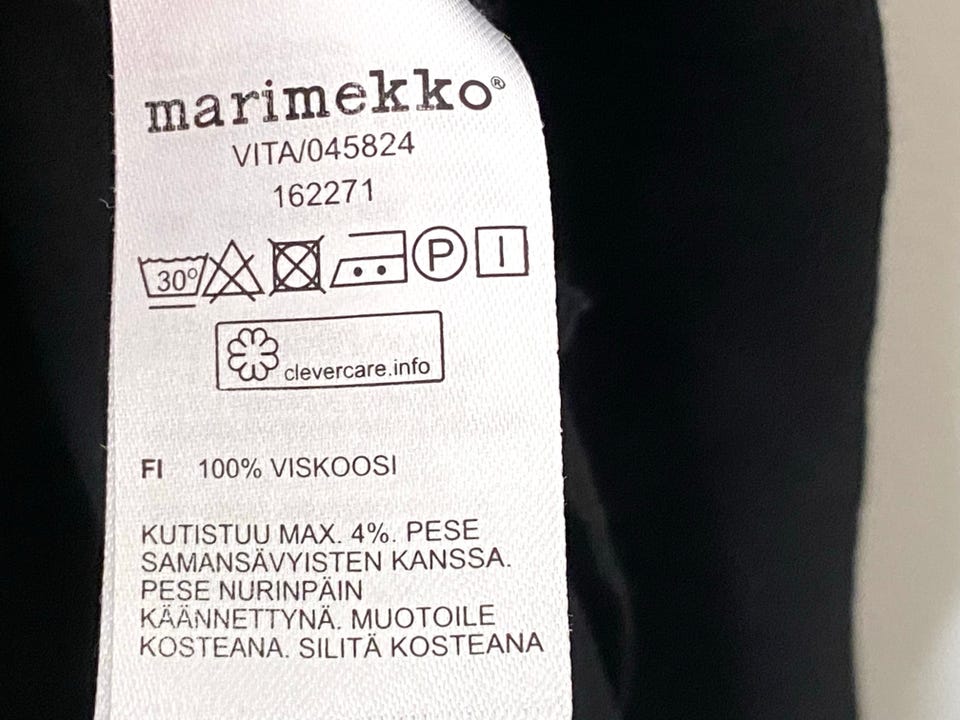 marimekko®
VITA/045824
162271
30°
P
clevercare.info
FI 100% VISKOOSI
KUTISTUU MAX. 4%. PESE
SAMANSÄVYISTEN KANSSA.
PESE NURINPÄIN
KÄÄNNETTYNÄ. MUOTOILE
KOSTEANA. SILITÄ KOSTEANA